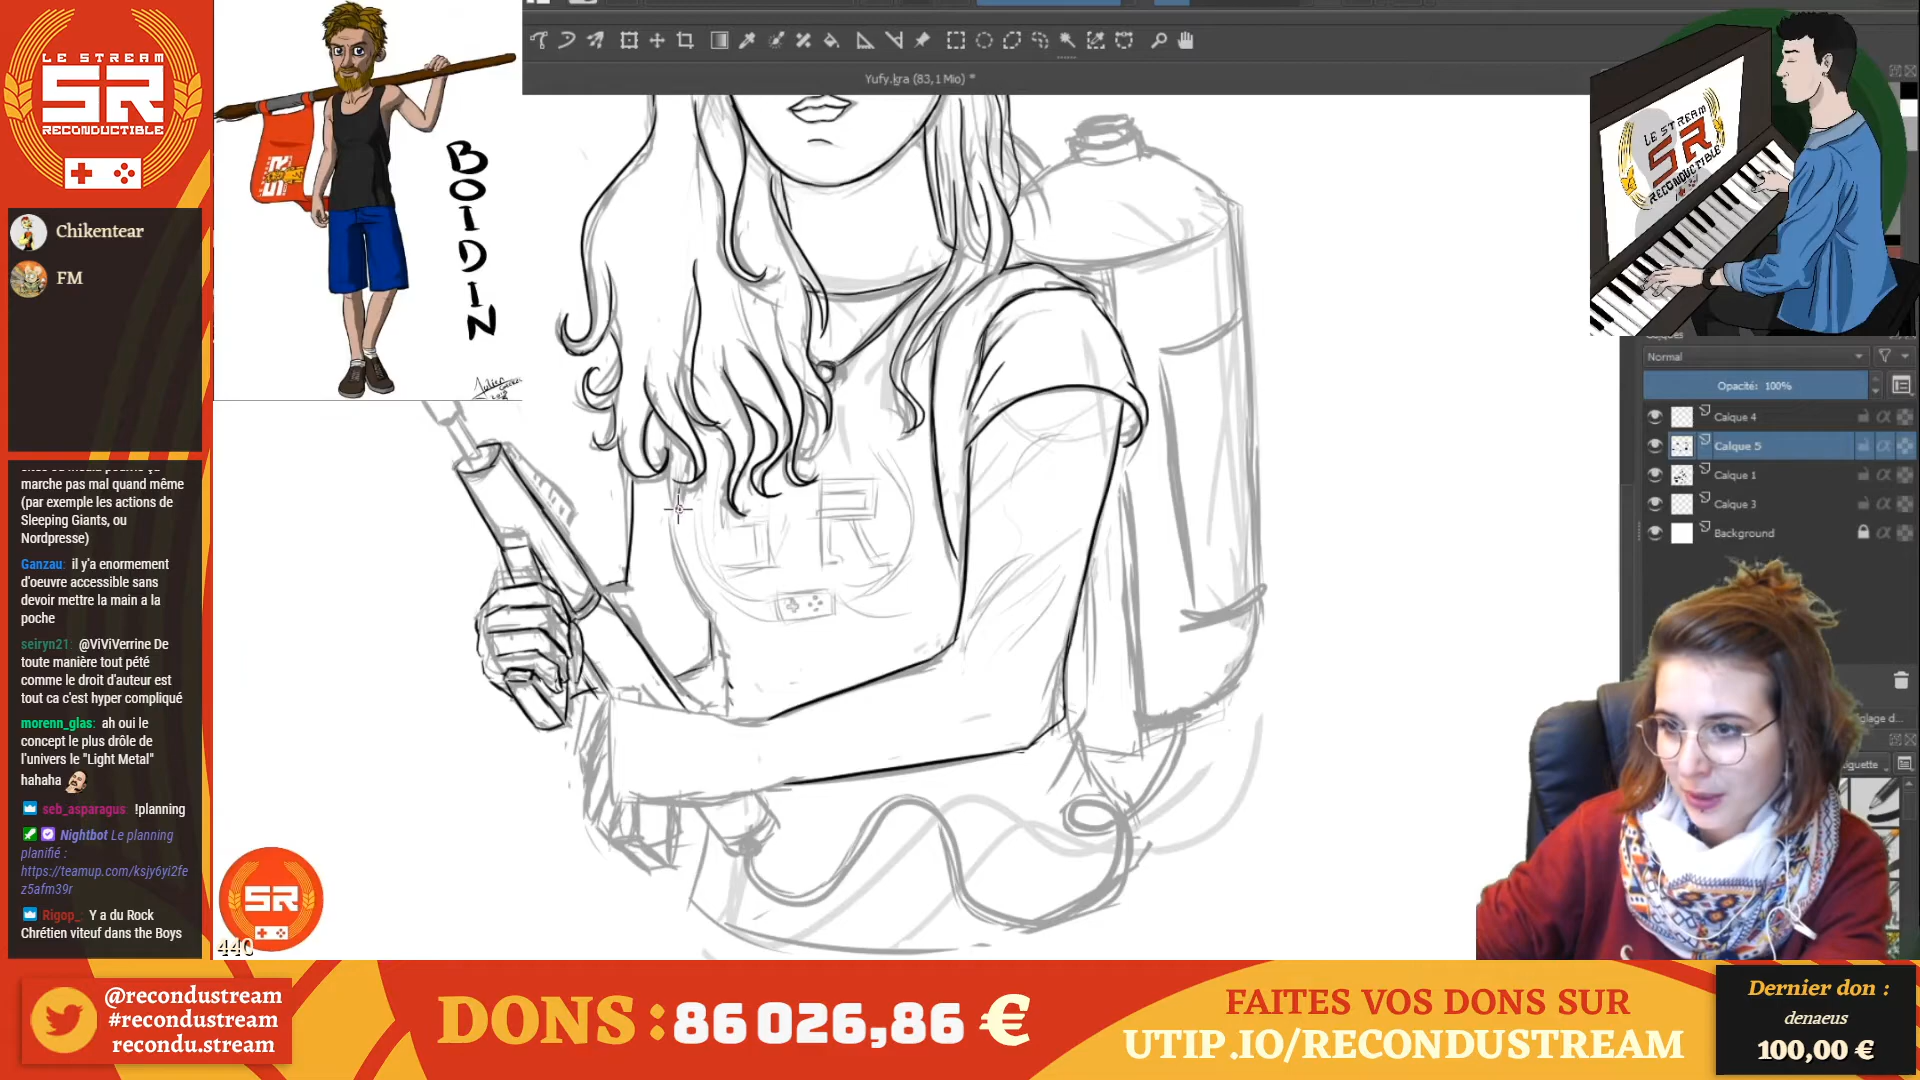 LE STREAM
SR
RECONDUCTIBLE
Chikentear
FM
marche pas mal quand même
(par exemple les actions de
Sleeping Giants, ou
Nordpresse)
Ganzau: il y'a enormement
d'oeuvre accessible sans
devoir mettre la main a la
poche
seiryn21: @ViViVerrine De
toute manière tout pété
comme le droit d'auteur est
tout ca c'est hyper compliqué
morenn_glas: ah oui le
concept le plus drôle de
l'univers le "Light Metal"
hahaha
seb_asparagus: !planning
Nightbot Le planning
planifié :
https://teamup.com/ksjy6yi2fe
z5afm39r
Rigop_: Y a du Rock
Chrétien viteuf dans the Boys
BOIDIN
SR
440
Yufy.kra (83,1 Mio) *
SR
LE STREAM
SR
RECONDUCTIBLE
Normal
Opacité: 100%
Calque 4
Calque 5
Calque 1
Calque 3
Background
@recondustream
#recondustream
recondu.stream
DONS : 86 026,86 €
FAITES VOS DONS SUR
UTIP.IO/RECONDUSTREAM
Dernier don :
denaeus
100,00 €